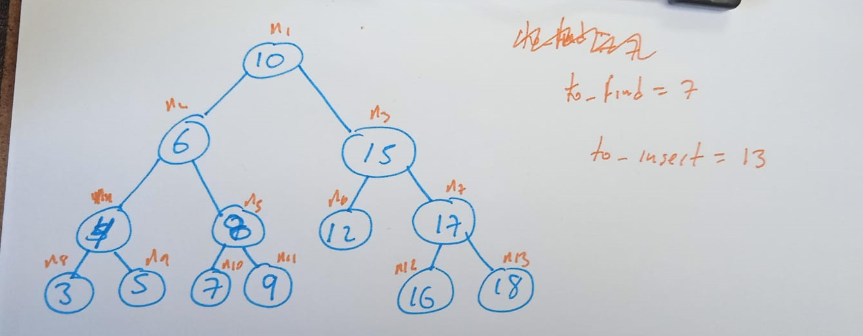 n1
10
n2
n3
6
15
n4
n5
n6
n7
4
8
12
17
n8
n9
n10
n11
n12
n13
3
5
7
9
16
18
to_find = 7
to_insert = 13